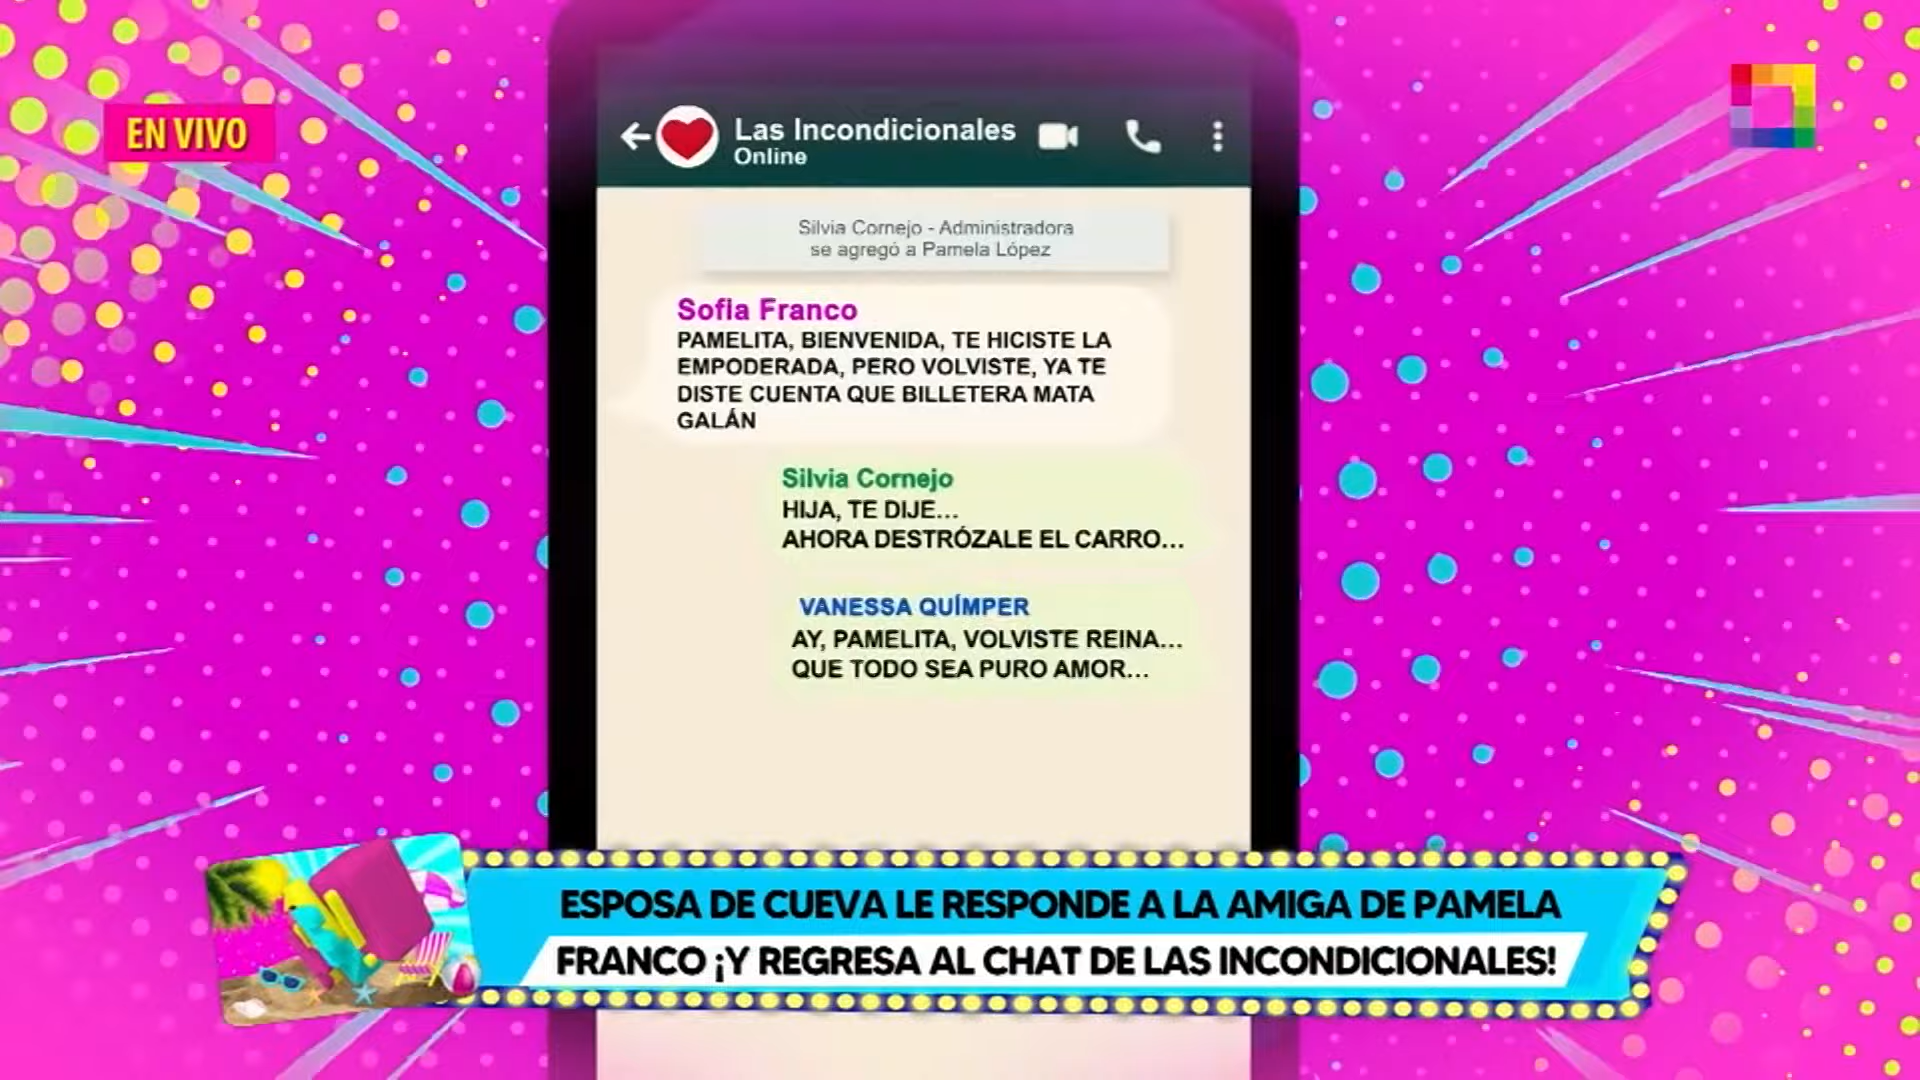 EN VIVO
Las Incondicionales
Online
Silvia Cornejo - Administradora
se agregó a Pamela López
Sofia Franco
PAMELITA, BIENVENIDA, TE HICISTE LA
EMPODERADA, PERO VOLVISTE, YA TE
DISTE CUENTA QUE BILLETERA MATA
GALÁN
Silvia Cornejo
HIJA, TE DIJE...
AHORA DESTRÓZALE EL CARRO...
VANESSA QUÍMPER
AY, PAMELITA, VOLVISTE REINA...
QUE TODO SEA PURO AMOR...
ESPOSA DE CUEVA LE RESPONDE A LA AMIGA DE PAMELA
FRANCO ¡Y REGRESA AL CHAT DE LAS INCONDICIONALES!